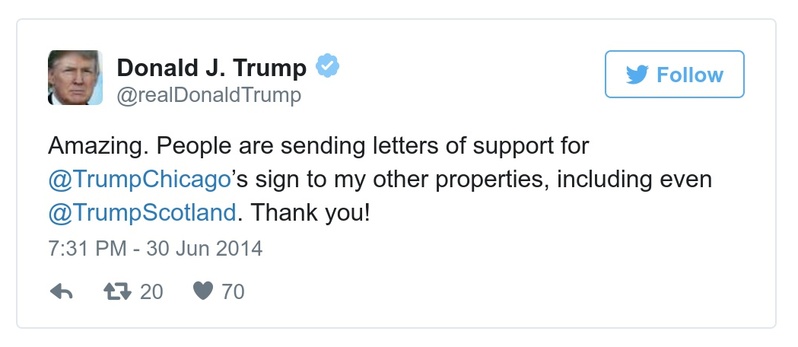 Donald J. Trump
@realDonaldTrump
Follow
Amazing. People are sending letters of support for
@TrumpChicago’s sign to my other properties, including even
@TrumpScotland. Thank you!
7:31 PM - 30 Jun 2014
20 70